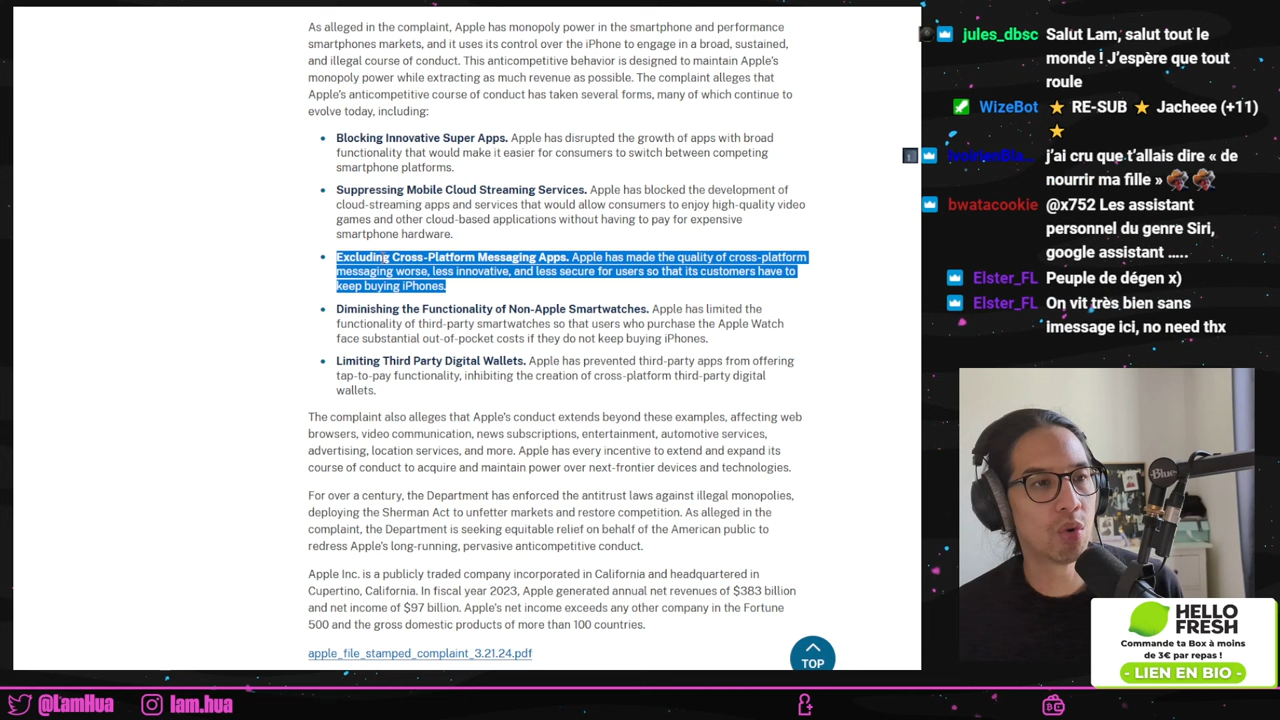 As alleged in the complaint, Apple has monopoly power in the smartphone and performance
smartphones markets, and it uses its control over the iPhone to engage in a broad, sustained,
and illegal course of conduct. This anticompetitive behavior is designed to maintain Apple's
monopoly power while extracting as much revenue as possible. The complaint alleges that
Apple's anticompetitive course of conduct has taken several forms, many of which continue to
evolve today, including:
• Blocking Innovative Super Apps. Apple has disrupted the growth of apps with broad
functionality that would make it easier for consumers to switch between competing
smartphone platforms.
• Suppressing Mobile Cloud Streaming Services. Apple has blocked the development of
cloud-streaming apps and services that would allow consumers to enjoy high-quality video
games and other cloud-based applications without having to pay for expensive
smartphone hardware.
• Excluding Cross-Platform Messaging Apps. Apple has made the quality of cross-platform
messaging worse, less innovative, and less secure for users so that its customers have to
keep buying iPhones.
• Diminishing the Functionality of Non-Apple Smartwatches. Apple has limited the
functionality of third-party smartwatches so that users who purchase the Apple Watch
face substantial out-of-pocket costs if they do not keep buying iPhones.
• Limiting Third Party Digital Wallets. Apple has prevented third-party apps from offering
tap-to-pay functionality, inhibiting the creation of cross-platform third-party digital
wallets.
The complaint also alleges that Apple's conduct extends beyond these examples, affecting web
browsers, video communication, news subscriptions, entertainment, automotive services,
advertising, location services, and more. Apple has every incentive to extend and expand its
course of conduct to acquire and maintain power over next-frontier devices and technologies.
For over a century, the Department has enforced the antitrust laws against illegal monopolies,
deploying the Sherman Act to unfetter markets and restore competition. As alleged in the
complaint, the Department is seeking equitable relief on behalf of the American public to
redress Apple's long-running, pervasive anticompetitive conduct.
Apple Inc. is a publicly traded company incorporated in California and headquartered in
Cupertino, California. In fiscal year 2023, Apple generated annual net revenues of $383 billion
and net income of $97 billion. Apple's net income exceeds any other company in the Fortune
500 and the gross domestic products of more than 100 countries.
apple_file_stamped_complaint_3.21.24.pdf
TOP
jules_dbsc Salut Lam, salut tout le
monde ! J'espère que tout
roule
WizeBot ⭐ RE-SUB ⭐ Jacheee (+11)
⭐
j'ai cru que t'allais dire « de
nourrir ma fille »
bwatacookie @x752 Les assistant
personnel du genre Siri,
google assistant .....
Elster_FL Peuple de dégen x)
Elster_FL On vit très bien sans
imessage ici, no need thx
Blue
HELLO
FRESH
Commande ta Box à moins
de 3€ par repas !
- LIEN EN BIO -
@LamHua
lam.hua